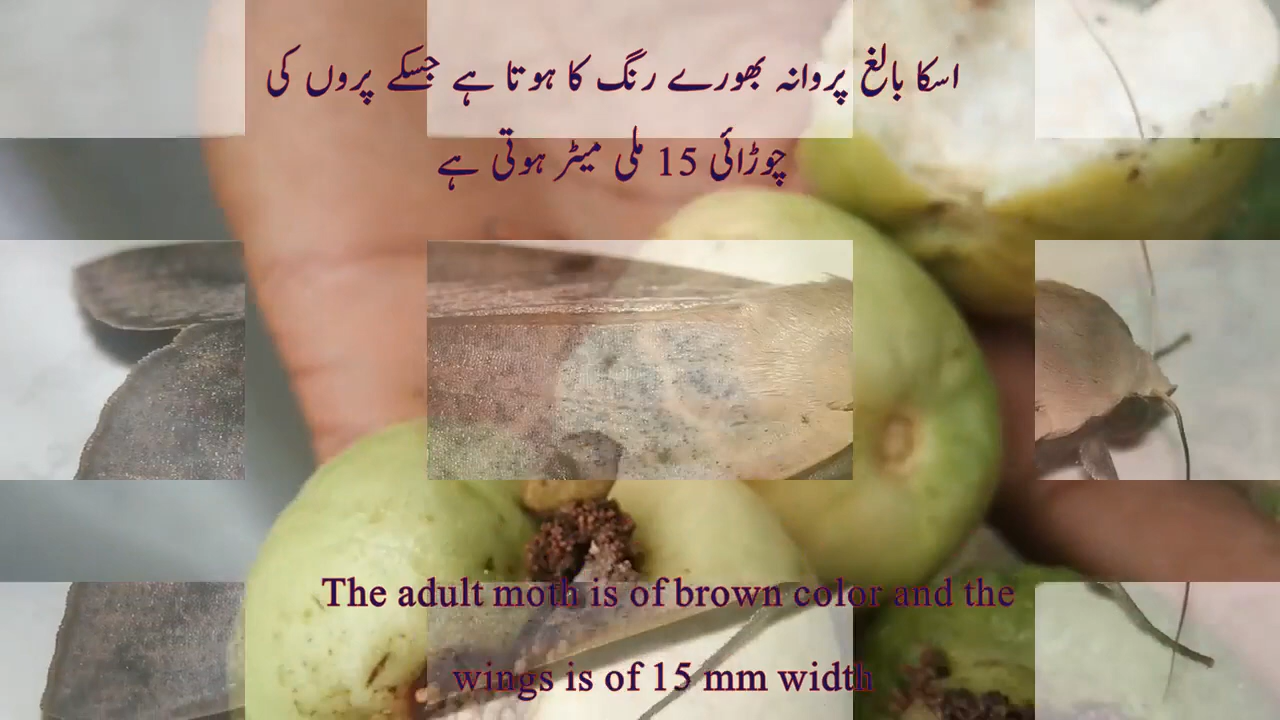 اسکا بالغ پروانہ بھورے رنگ کا ہوتا ہے جسکے پروں کی
چوڑائی 15 ملی میٹر ہوتی ہے
The adult moth is of brown color and the
wings is of 15 mm width